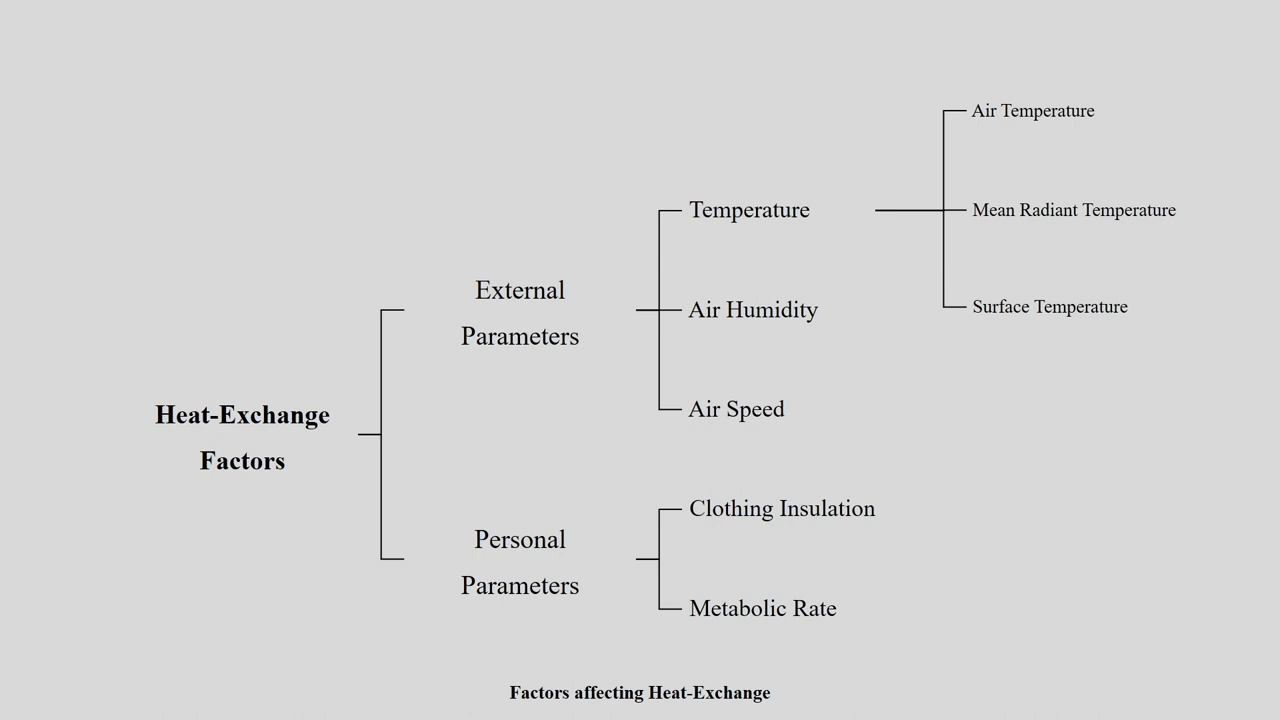 Heat-Exchange
Factors
External
Parameters
Temperature
Air Temperature
Mean Radiant Temperature
Surface Temperature
Air Humidity
Air Speed
Personal
Parameters
Clothing Insulation
Metabolic Rate
Factors affecting Heat-Exchange